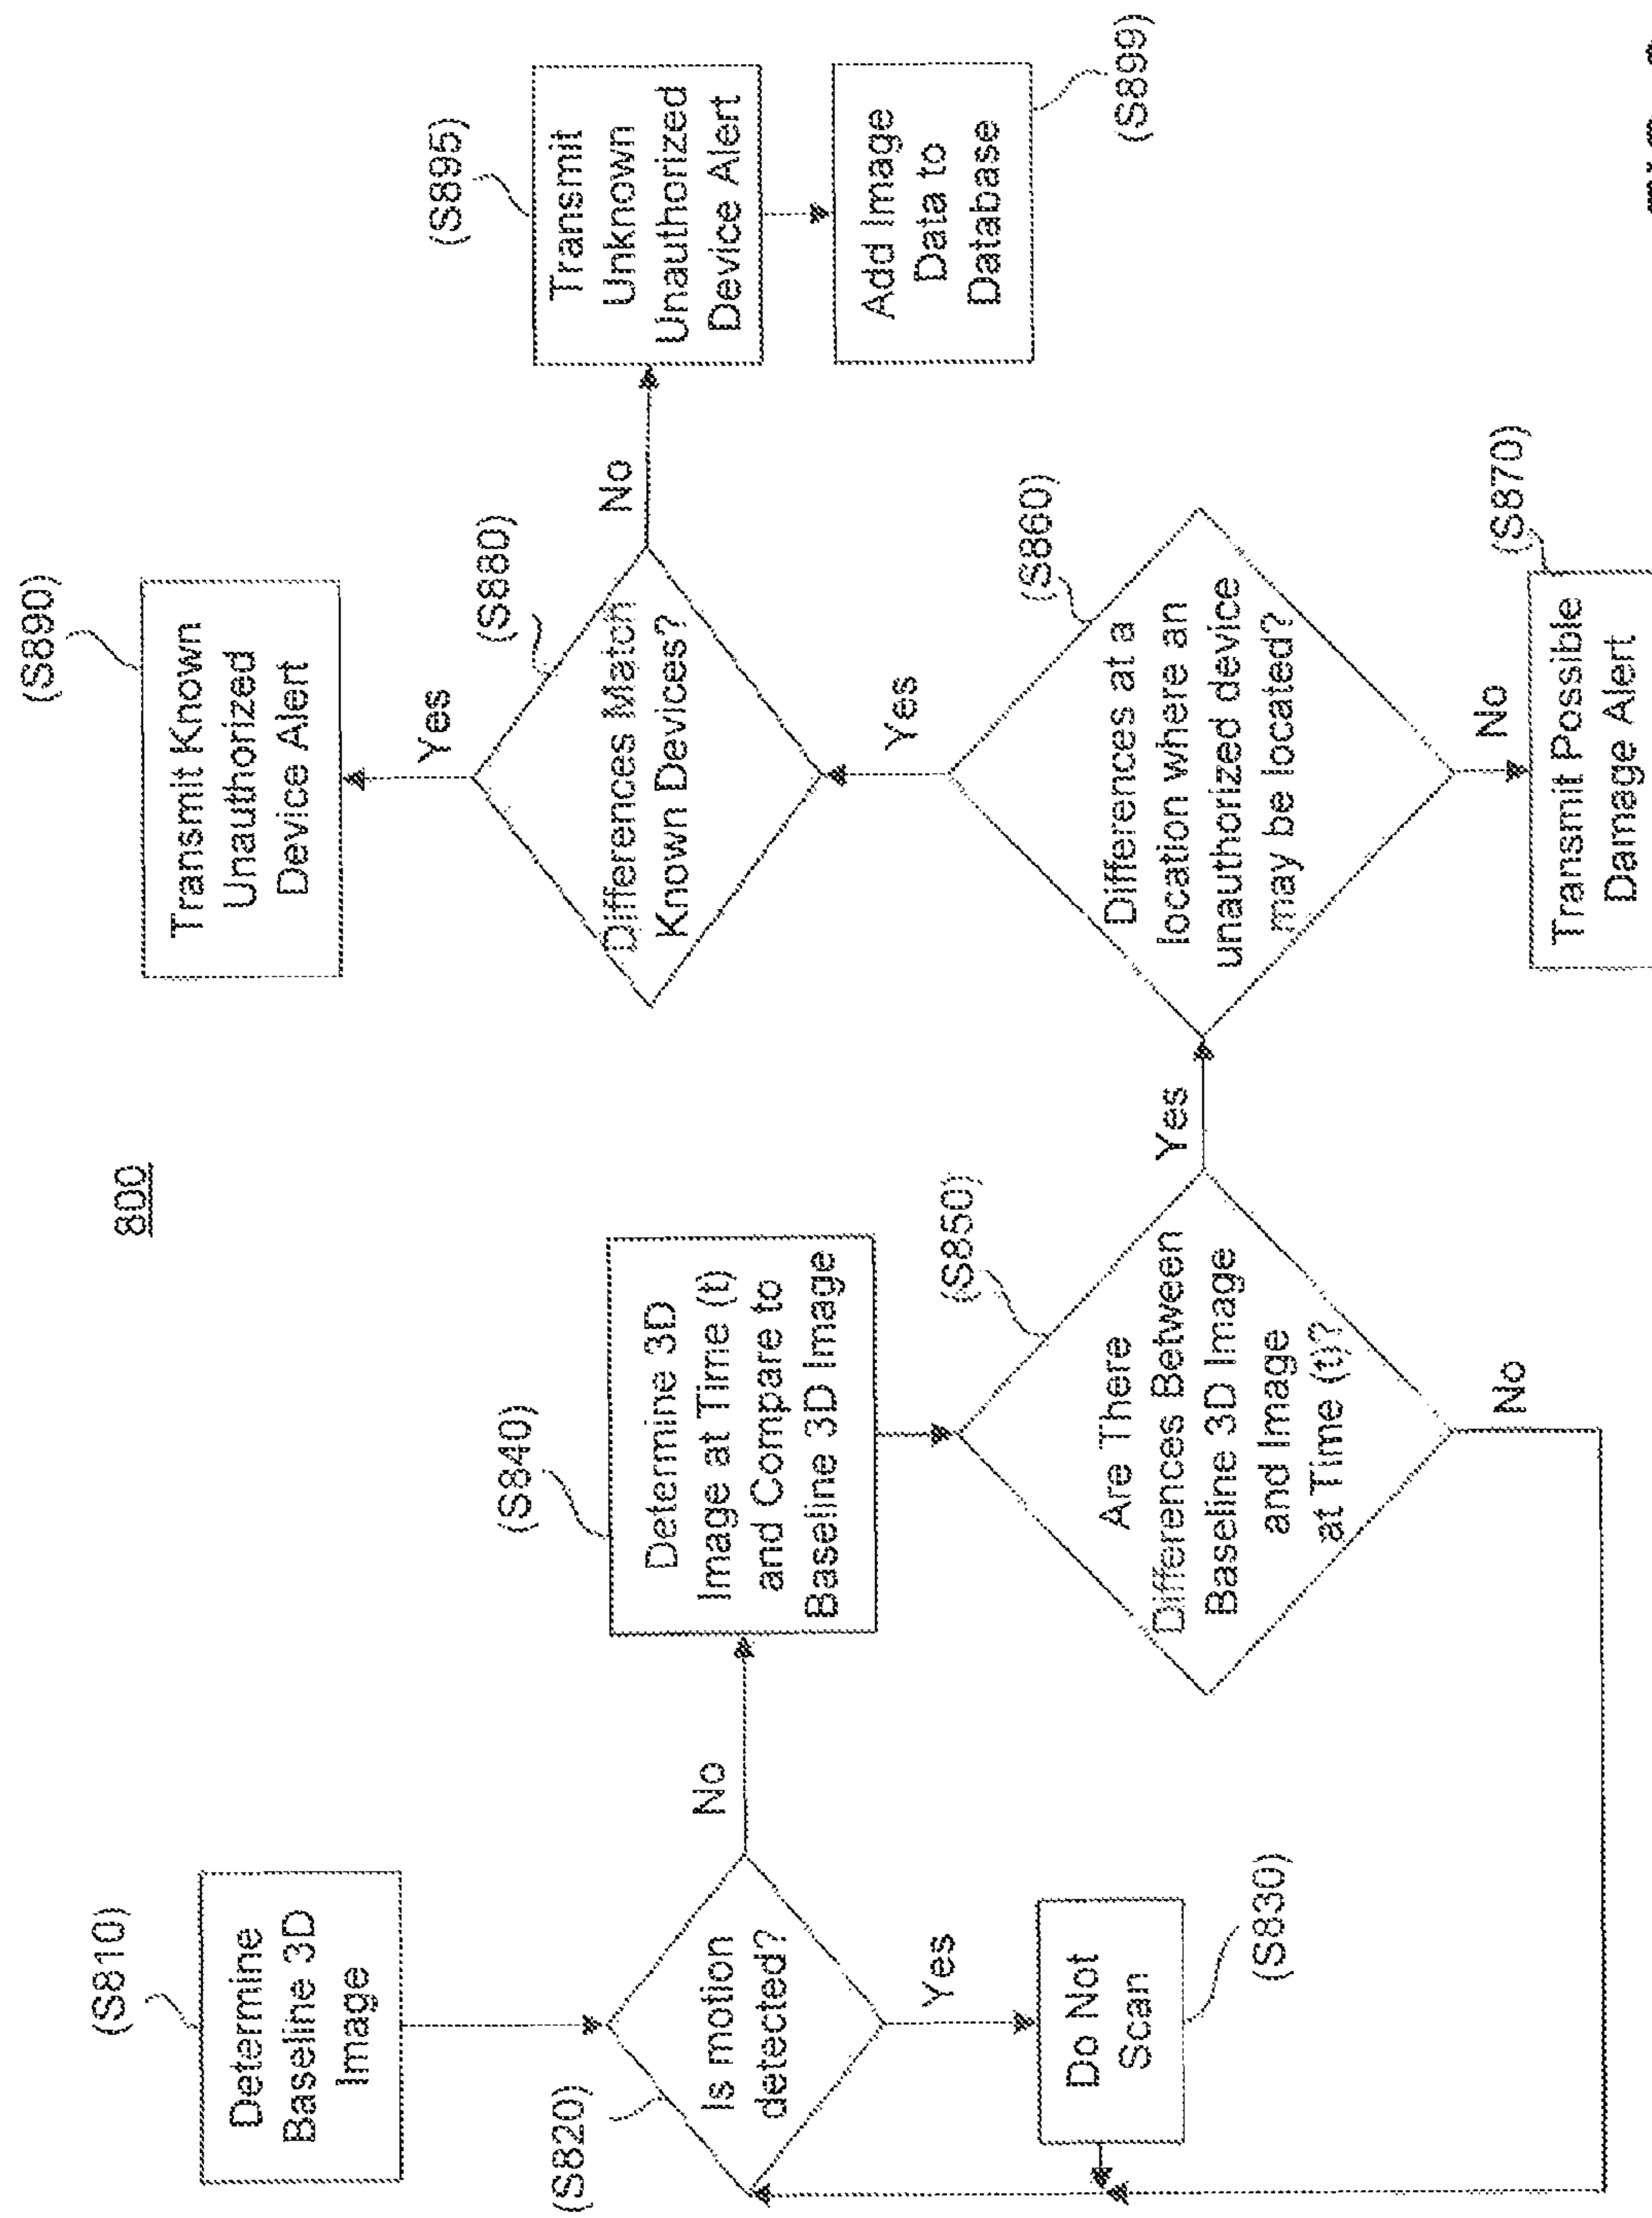 800
(S810)
Determine
Baseline 3D
Image
(S820)
Is motion
detected?
Yes
No
Do Not
Scan
(S830)
(S840)
Determine 3D
Image at Time (t)
and Compare to
Baseline 3D Image
(S850)
Are There
Differences Between
Baseline 3D Image
and Image
at Time (t)?
No
Yes
(S860)
Differences at a
location where an
unauthorized device
may be located?
No
(S870)
Transmit Possible
Damage Alert
Yes
(S880)
Differences Match
Known Devices?
Yes
(S890)
Transmit Known
Unauthorized
Device Alert
No
(S895)
Transmit
Unknown
Unauthorized
Device Alert
Add Image
Data to
Database
(S899)